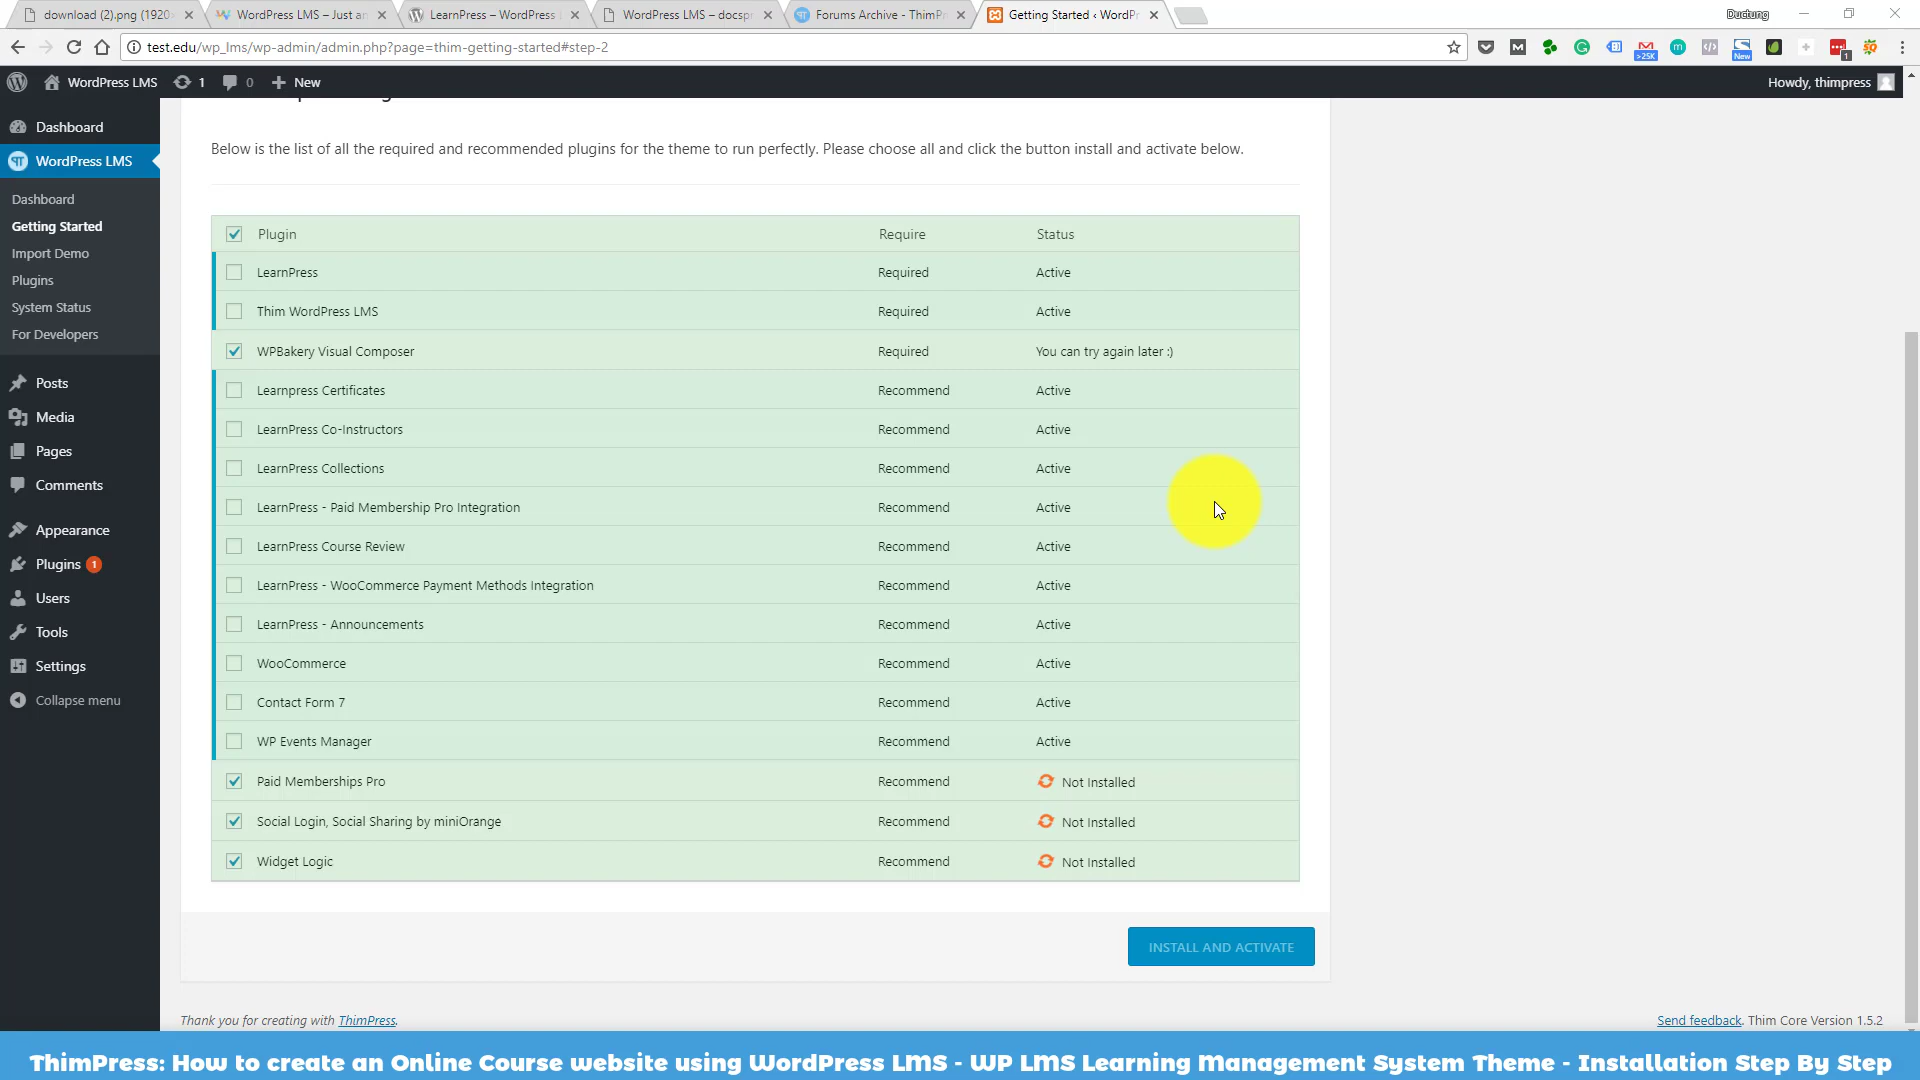 download (2).png (1920
WordPress LMS – Just an
LearnPress – WordPress
WordPress LMS – docspr
Forums Archive - ThimPr
Getting Started ‹ WordPr
Ductung
test.edu/wp_lms/wp-admin/admin.php?page=thim-getting-started#step-2
>25K
New
1
WordPress LMS
1
0
New
Howdy, thimpress
Dashboard
WordPress LMS
Dashboard
Getting Started
Import Demo
Plugins
System Status
For Developers
Posts
Media
Pages
Comments
Appearance
Plugins 1
Users
Tools
Settings
Collapse menu
Below is the list of all the required and recommended plugins for the theme to run perfectly. Please choose all and click the button install and activate below.
Plugin Require Status
LearnPress Required Active
Thim WordPress LMS Required Active
WPBakery Visual Composer Required You can try again later :)
Learnpress Certificates Recommend Active
LearnPress Co-Instructors Recommend Active
LearnPress Collections Recommend Active
LearnPress - Paid Membership Pro Integration Recommend Active
LearnPress Course Review Recommend Active
LearnPress - WooCommerce Payment Methods Integration Recommend Active
LearnPress - Announcements Recommend Active
WooCommerce Recommend Active
Contact Form 7 Recommend Active
WP Events Manager Recommend Active
Paid Memberships Pro Recommend Not Installed
Social Login, Social Sharing by miniOrange Recommend Not Installed
Widget Logic Recommend Not Installed
INSTALL AND ACTIVATE
Thank you for creating with ThimPress.
Send feedback. Thim Core Version 1.5.2
ThimPress: How to create an Online Course website using WordPress LMS - WP LMS Learning Management System Theme - Installation Step By Step